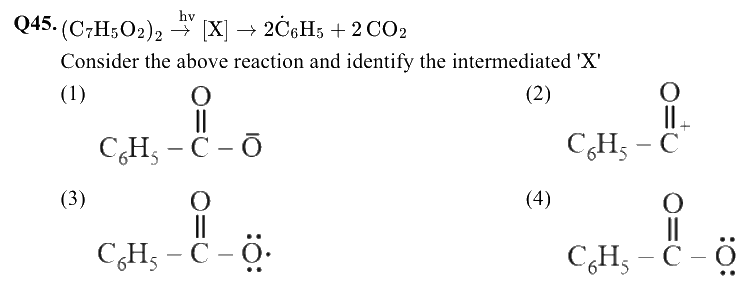 Q45. (C₇H₅O₂)₂ →hv [X] → 2Ċ₆H₅ + 2 CO₂
Consider the above reaction and identify the intermediated 'X'
(1) (2)
O O
|| ||
C₆H₅ – C – Ō C₆H₅ – C⁺
(3) (4)
O O
|| ||
C₆H₅ – C – Ö· C₆H₅ – C – Ö